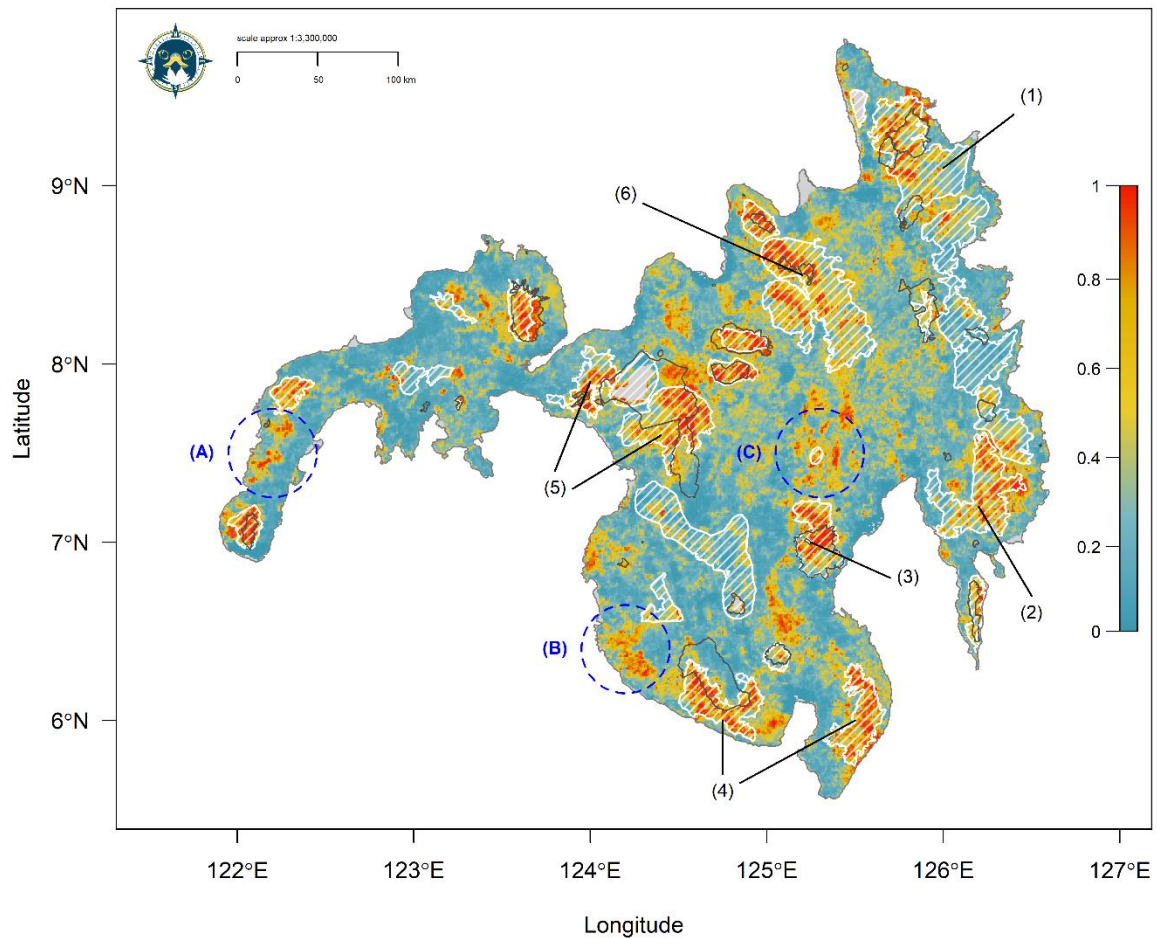 scale approx 1:3,300,000
0 50 100 km
(1)
(6)
9°N
1
0.8
8°N
0.6
(A)
(C)
(5)
0.4
7°N
(3)
0.2
(2)
0
(B)
6°N
(4)
Latitude
122°E 123°E 124°E 125°E 126°E 127°E
Longitude